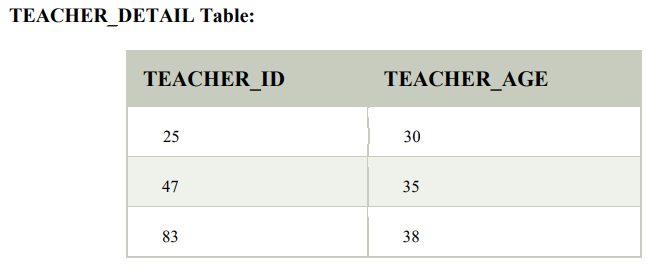 TEACHER_DETAIL Table:
TEACHER_ID TEACHER_AGE
25 30
47 35
83 38